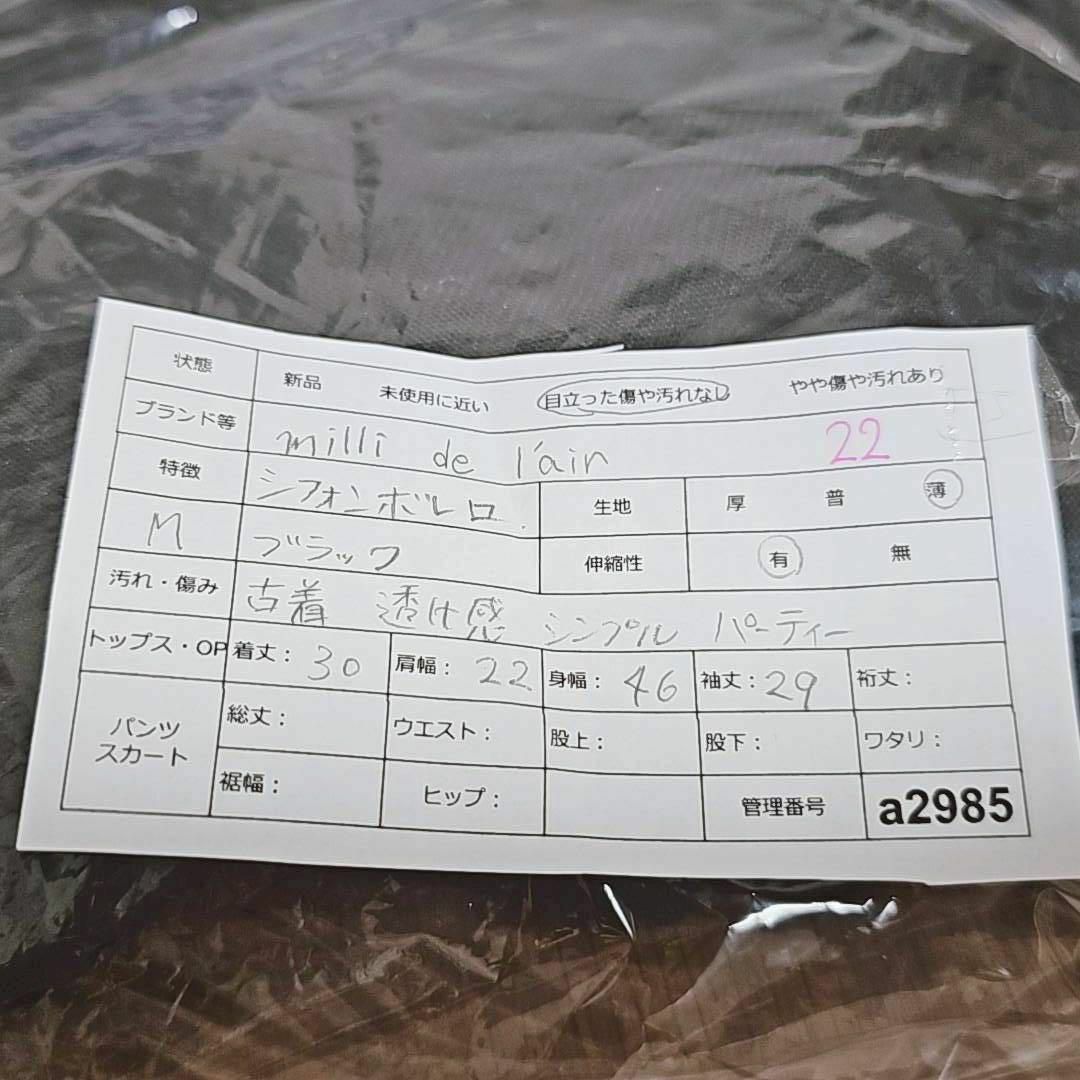 状態 新品 未使用に近い 目立った傷や汚れなし やや傷や汚れあり
ブランド等 milli de l'air 22
特徴 シフォンボレロ 生地 厚 普 薄
M ブラック 伸縮性 有 無
汚れ・傷み 古着 透け感 シンプル パーティー
トップス・OP 着丈: 30 肩幅: 22 身幅: 46 袖丈: 29 裄丈:
パンツ スカート 総丈: ウエスト: 股上: 股下: ワタリ:
裾幅: ヒップ: 管理番号 a2985